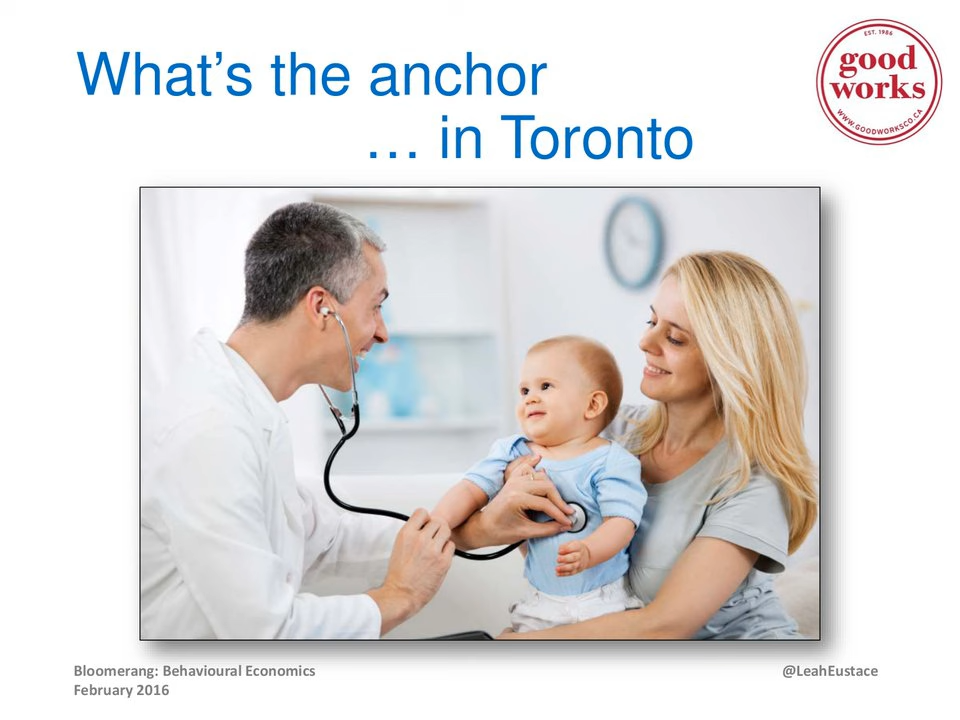 What's the anchor
… in Toronto
EST. 1986
good
works
WWW.GOODWORKSCO.CA
Bloomerang: Behavioural Economics
February 2016
@LeahEustace